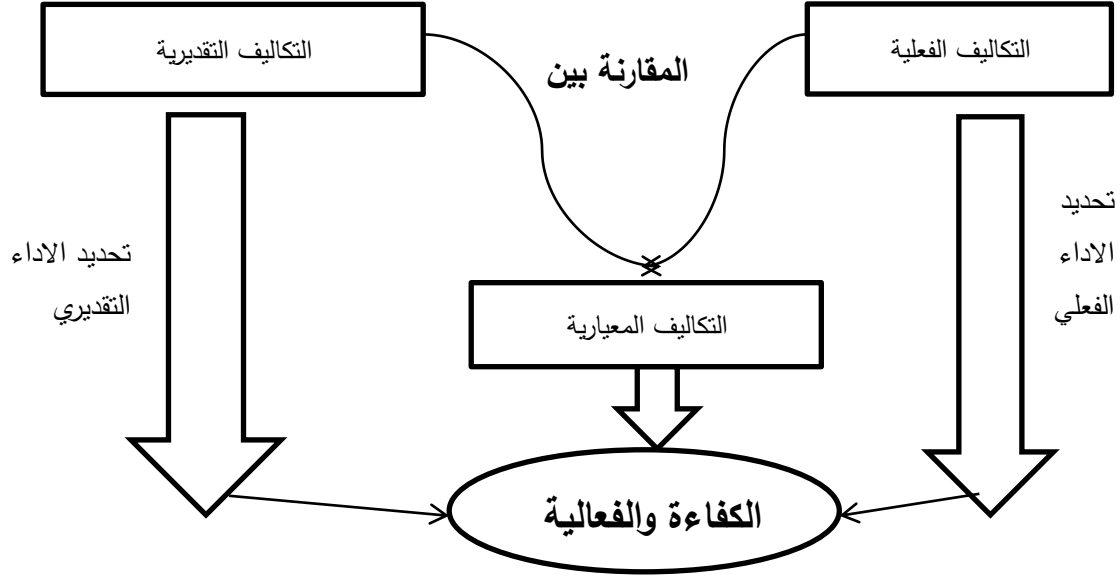 التكاليف الفعلية
التكاليف التقديرية
المقارنة بين
تحديد
الاداء
الفعلي
تحديد الاداء
التقديري
التكاليف المعيارية
الكفاءة والفعالية